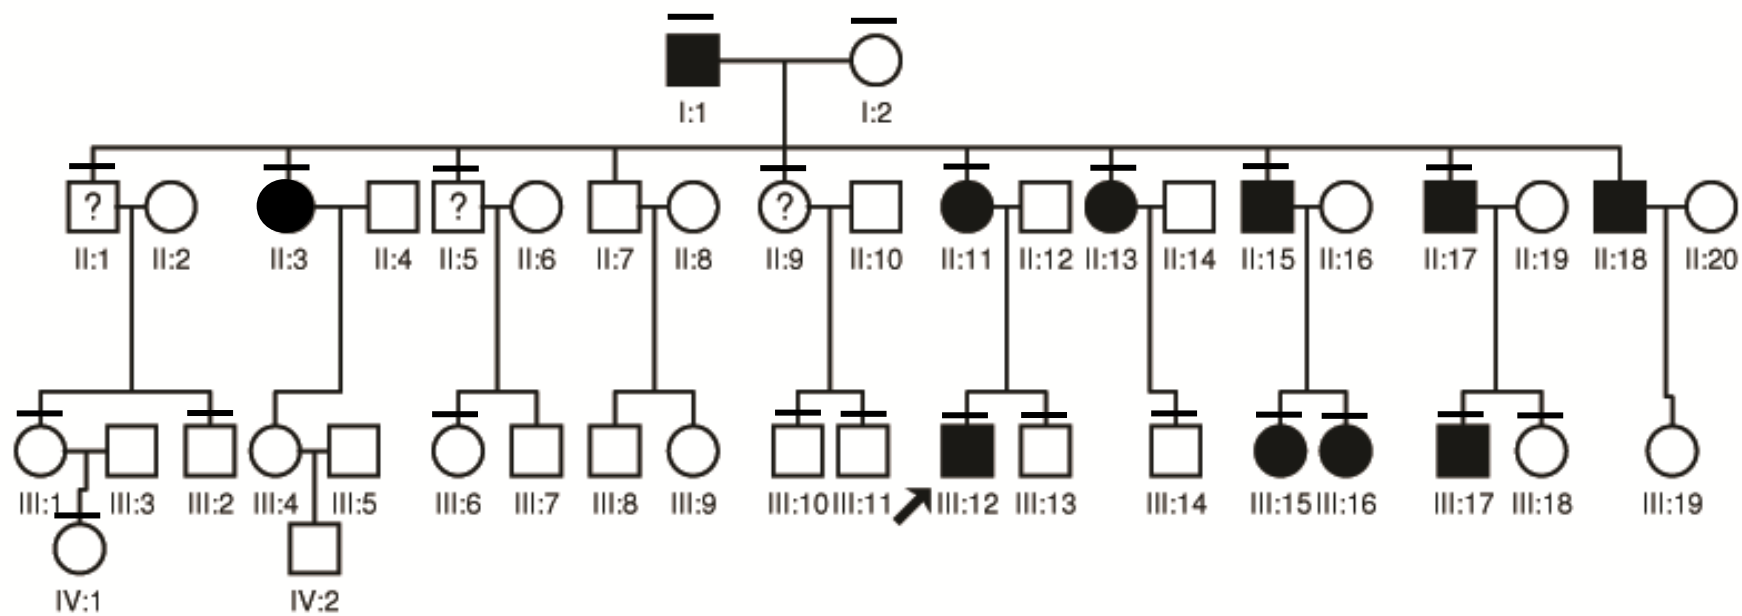 I:1 I:2
? ? ?
II:1 II:2 II:3 II:4 II:5 II:6 II:7 II:8 II:9 II:10 II:11 II:12 II:13 II:14 II:15 II:16 II:17 II:19 II:18 II:20
III:1 III:3 III:2 III:4 III:5 III:6 III:7 III:8 III:9 III:10 III:11 III:12 III:13 III:14 III:15 III:16 III:17 III:18 III:19
IV:1 IV:2